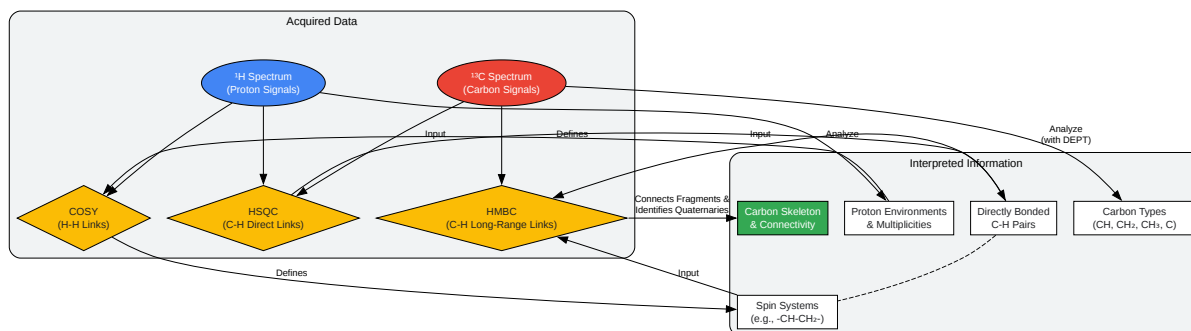 Acquired Data
¹H Spectrum
(Proton Signals)
¹³C Spectrum
(Carbon Signals)
Input
Defines
Input
Analyze
Analyze
(with DEPT)
Interpreted Information
COSY
(H-H Links)
HSQC
(C-H Direct Links)
HMBC
(C-H Long-Range Links)
Connects Fragments &
Identifies Quaternaries
Carbon Skeleton
& Connectivity
Proton Environments
& Multiplicities
Directly Bonded
C-H Pairs
Carbon Types
(CH, CH₂, CH₃, C)
Defines
Input
Spin Systems
(e.g., -CH-CH₂-)